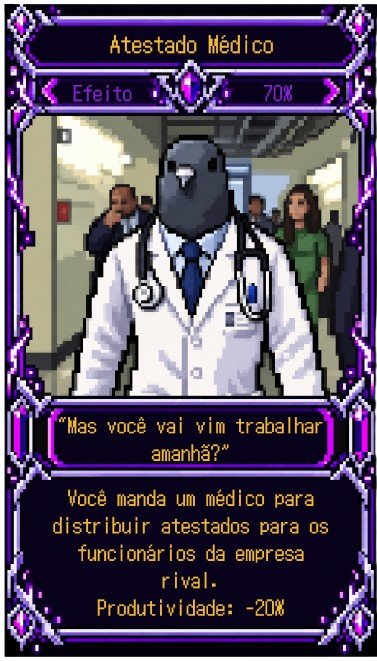 Atestado Médico
Efeito 70%
"Mas você vai vim trabalhar
amanhã?"
Você manda um médico para
distribuir atestados para os
funcionários da empresa
rival.
Produtividade: -20%